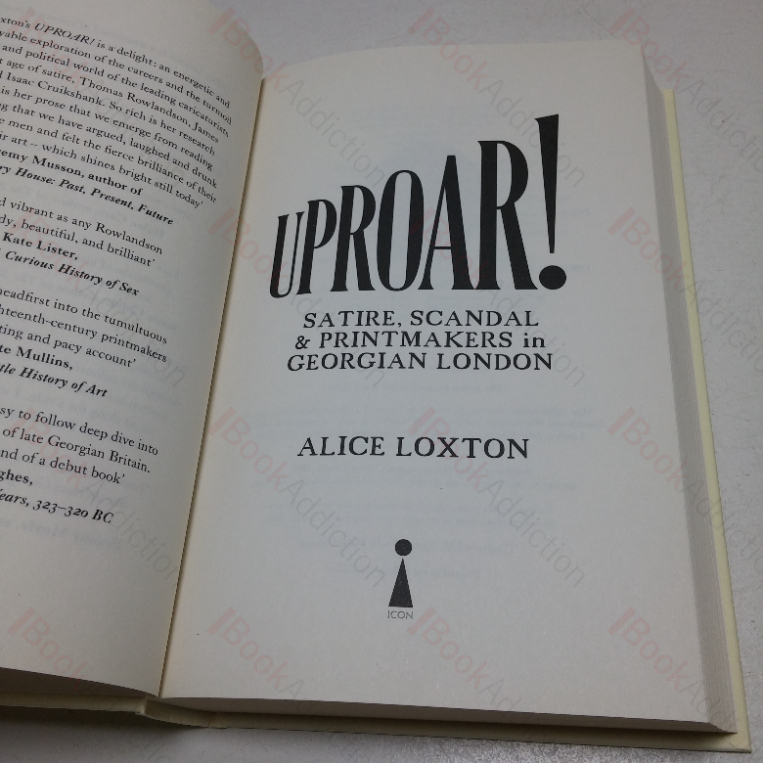 xton's UPROAR! is a delight: an energetic and
yable exploration of the careers and the turmoil
and political world of the leading caricaturists
t age of satire, Thomas Rowlandson, James
d Isaac Cruikshank. So rich is her research
is her prose that we emerge from reading
ng that we have argued, laughed and drunk
e men and felt the fierce brilliance of their
ir art – which shines bright still today'
emy Musson, author of
ry House: Past, Present, Future
d vibrant as any Rowlandson
dy, beautiful, and brilliant'
Kate Lister,
Curious History of Sex
headfirst into the tumultuous
hteenth-century printmakers
ting and pacy account'
te Mullins,
tle History of Art
sy to follow deep dive into
of late Georgian Britain.
nd of a debut book'
ghes,
ears, 323–320 BC
UPROAR!
SATIRE, SCANDAL
& PRINTMAKERS in
GEORGIAN LONDON
ALICE LOXTON
ICON
BookAddiction